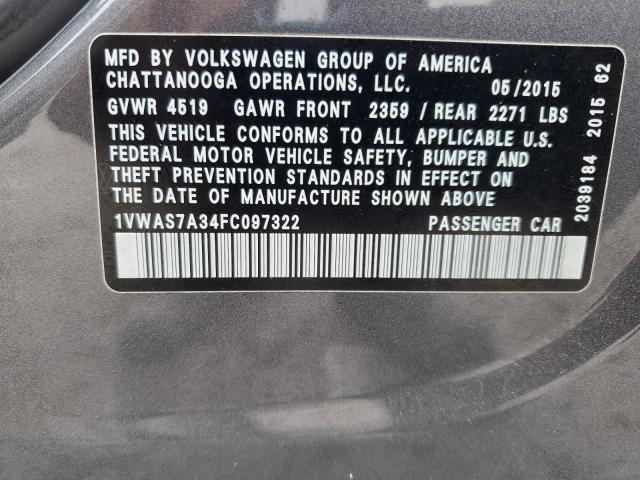 MFD BY VOLKSWAGEN GROUP OF AMERICA
CHATTANOOGA OPERATIONS, LLC. 05/2015
GVWR 4519 GAWR FRONT 2359 / REAR 2271 LBS
THIS VEHICLE CONFORMS TO ALL APPLICABLE U.S.
FEDERAL MOTOR VEHICLE SAFETY, BUMPER AND
THEFT PREVENTION STANDARDS IN EFFECT ON
THE DATE OF MANUFACTURE SHOWN ABOVE
1VWAS7A34FC097322 PASSENGER CAR
2039184 2015 62